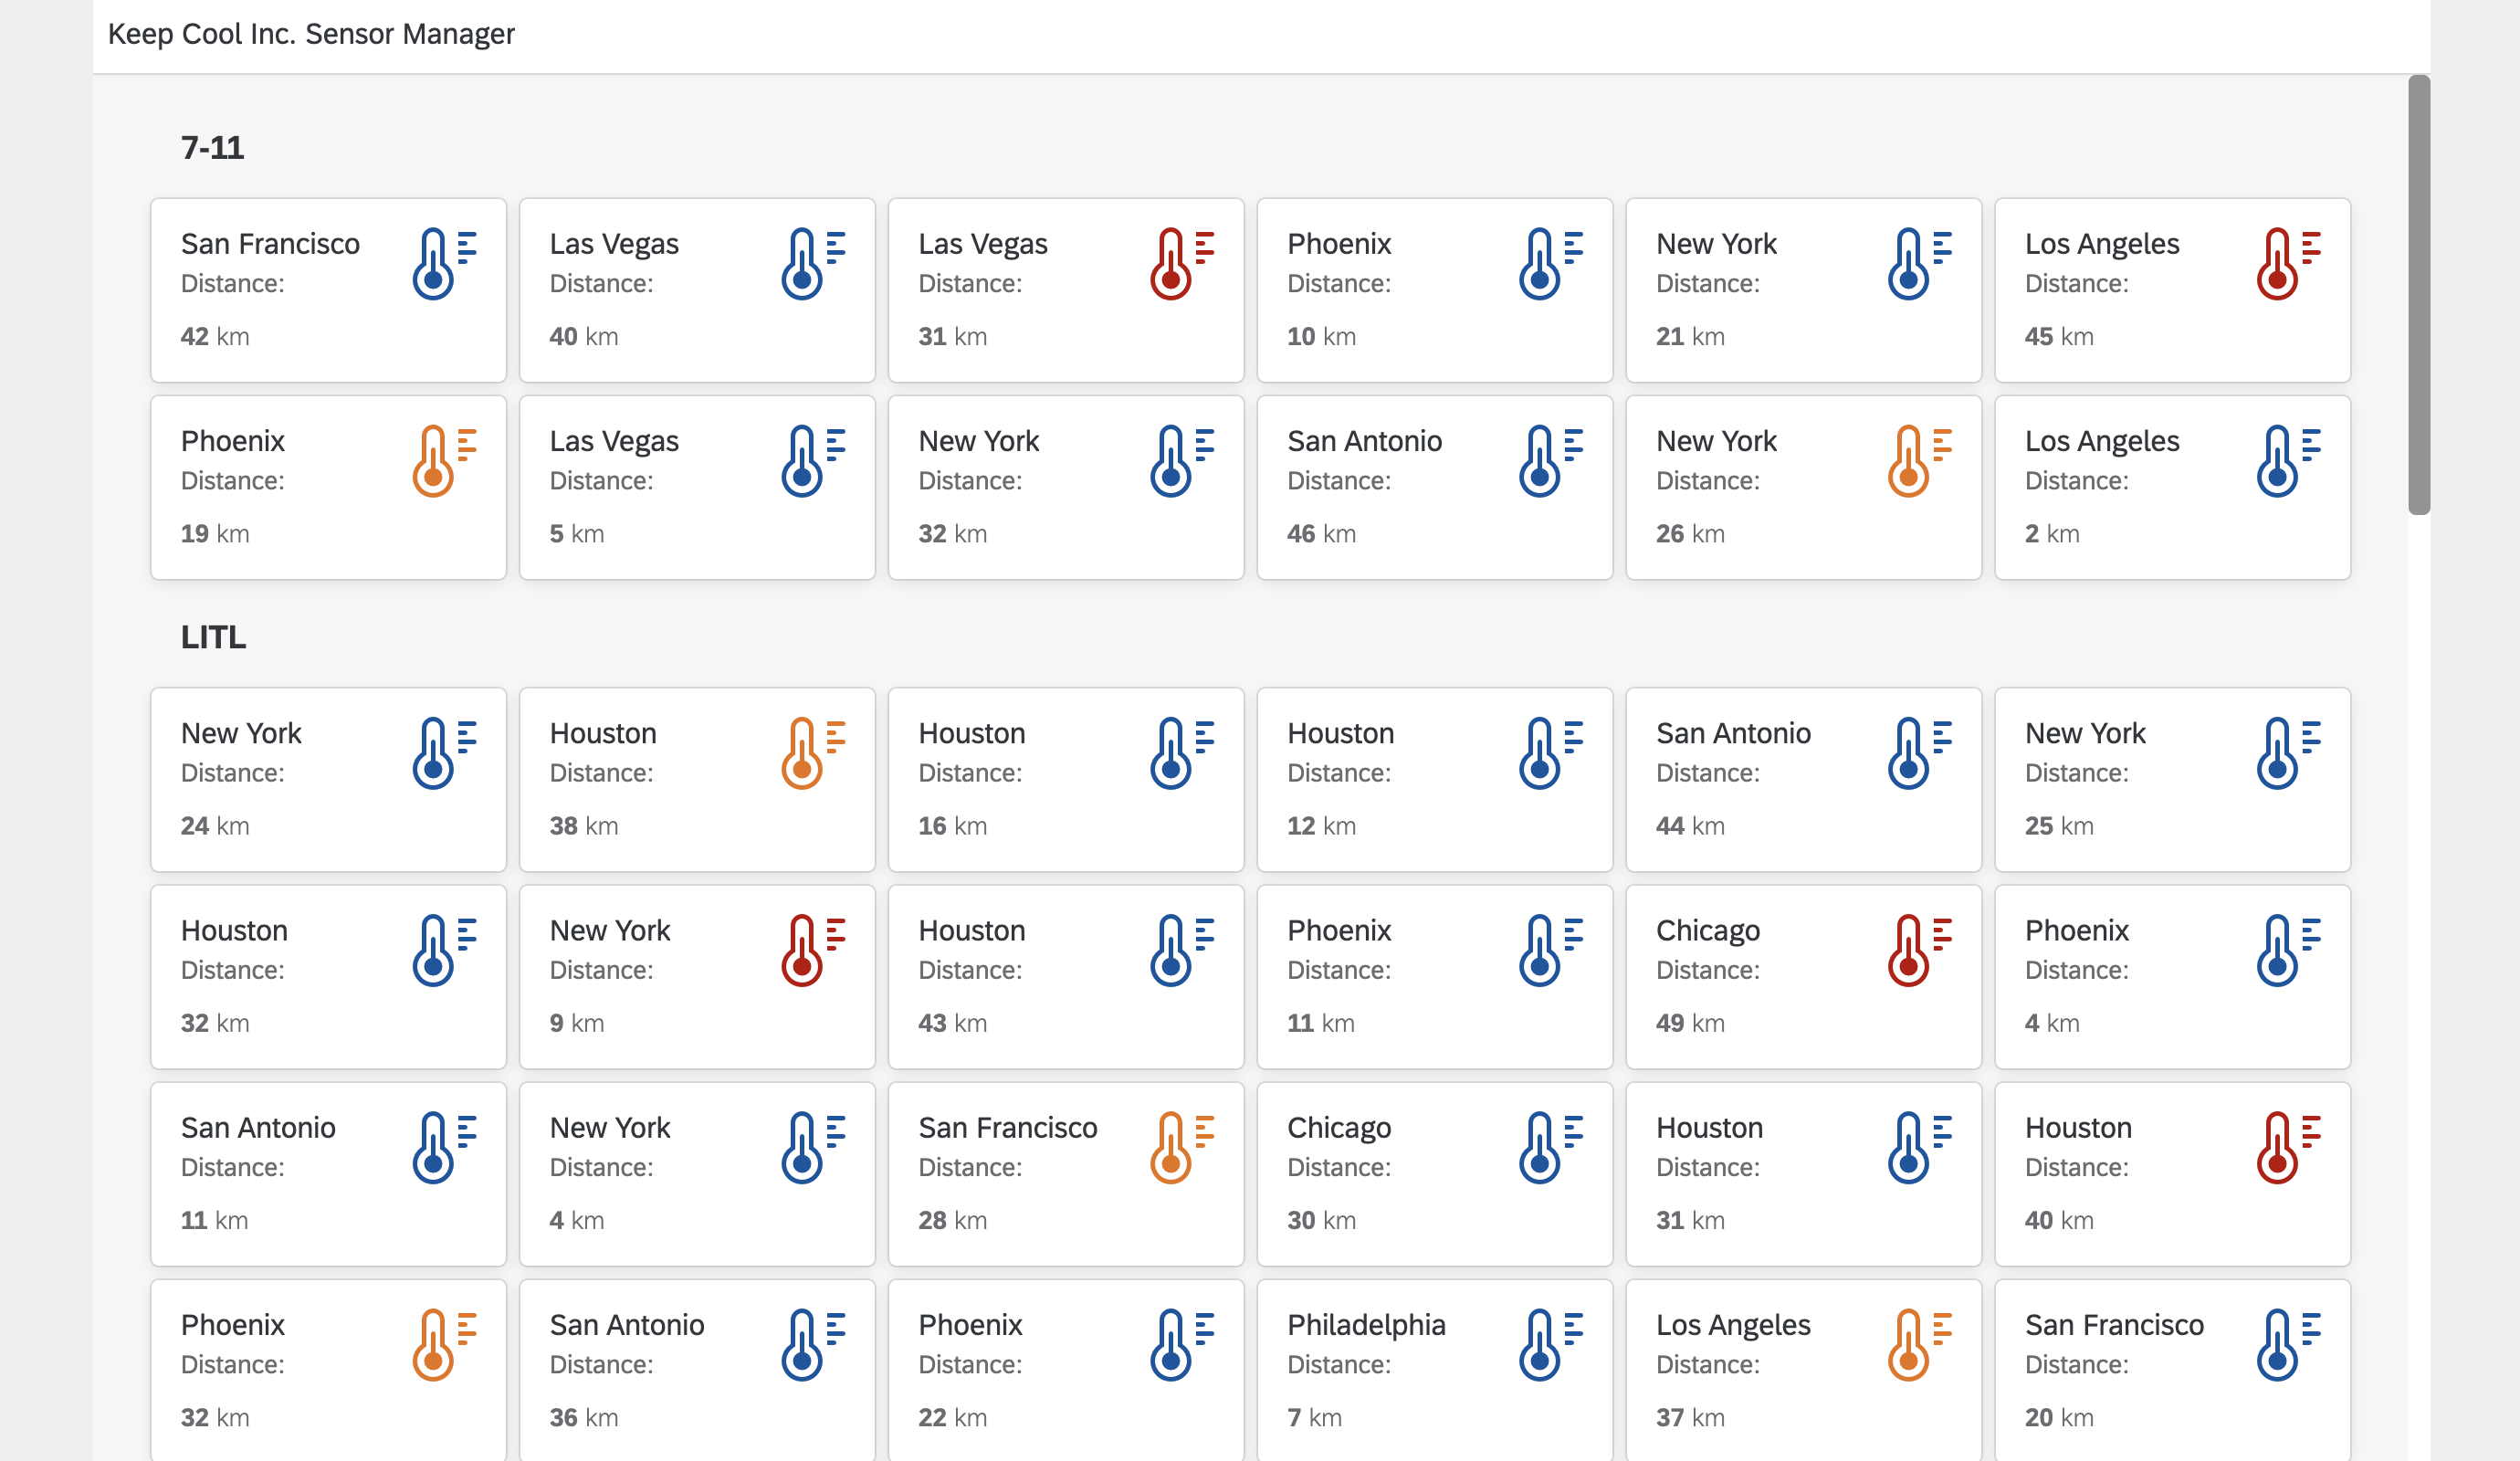 Keep Cool Inc. Sensor Manager
7-11
San Francisco
Distance:
42 km
Las Vegas
Distance:
40 km
Las Vegas
Distance:
31 km
Phoenix
Distance:
10 km
New York
Distance:
21 km
Los Angeles
Distance:
45 km
Phoenix
Distance:
19 km
Las Vegas
Distance:
5 km
New York
Distance:
32 km
San Antonio
Distance:
46 km
New York
Distance:
26 km
Los Angeles
Distance:
2 km
LITL
New York
Distance:
24 km
Houston
Distance:
38 km
Houston
Distance:
16 km
Houston
Distance:
12 km
San Antonio
Distance:
44 km
New York
Distance:
25 km
Houston
Distance:
32 km
New York
Distance:
9 km
Houston
Distance:
43 km
Phoenix
Distance:
11 km
Chicago
Distance:
49 km
Phoenix
Distance:
4 km
San Antonio
Distance:
11 km
New York
Distance:
4 km
San Francisco
Distance:
28 km
Chicago
Distance:
30 km
Houston
Distance:
31 km
Houston
Distance:
40 km
Phoenix
Distance:
32 km
San Antonio
Distance:
36 km
Phoenix
Distance:
22 km
Philadelphia
Distance:
7 km
Los Angeles
Distance:
37 km
San Francisco
Distance:
20 km